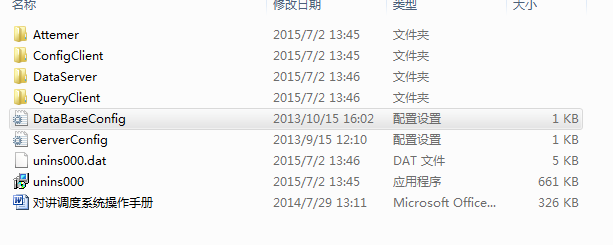 名称 修改日期 类型 大小
Attemer 2015/7/2 13:45 文件夹
ConfigClient 2015/7/2 13:45 文件夹
DataServer 2015/7/2 13:46 文件夹
QueryClient 2015/7/2 13:46 文件夹
DataBaseConfig 2013/10/15 16:02 配置设置 1 KB
ServerConfig 2013/9/15 12:10 配置设置 1 KB
unins000.dat 2015/7/2 13:46 DAT 文件 5 KB
unins000 2015/7/2 13:45 应用程序 661 KB
对讲调度系统操作手册 2014/7/29 13:11 Microsoft Office... 326 KB